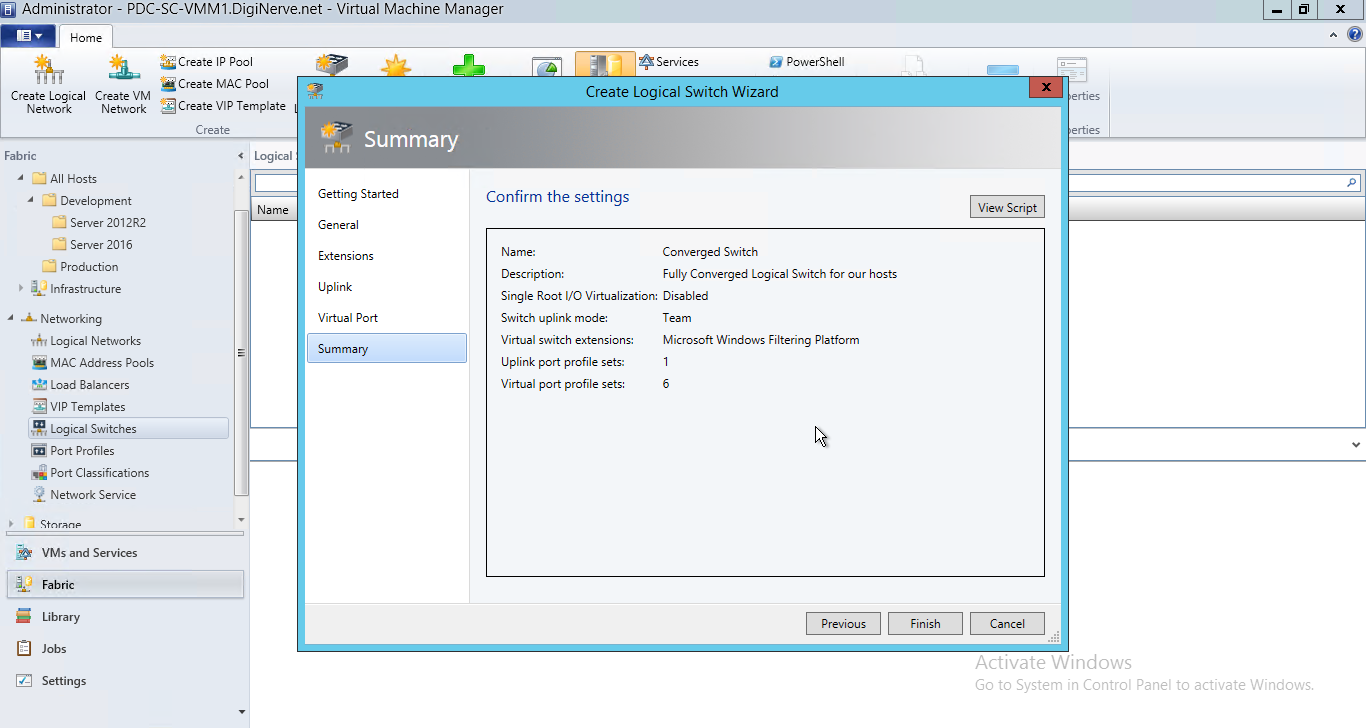 Administrator - PDC-SC-VMM1.DigiNerve.net - Virtual Machine Manager
Home
Create Logical Network
Create VM Network
Create IP Pool
Create MAC Pool
Create VIP Template
Services
PowerShell
Create
Fabric
Logical
All Hosts
Development
Server 2012R2
Server 2016
Production
Infrastructure
Networking
Logical Networks
MAC Address Pools
Load Balancers
VIP Templates
Logical Switches
Port Profiles
Port Classifications
Network Service
Storage
VMs and Services
Fabric
Library
Jobs
Settings
Name
Create Logical Switch Wizard
X
Summary
Getting Started
General
Extensions
Uplink
Virtual Port
Summary
Confirm the settings
View Script
Name: Converged Switch
Description: Fully Converged Logical Switch for our hosts
Single Root I/O Virtualization: Disabled
Switch uplink mode: Team
Virtual switch extensions: Microsoft Windows Filtering Platform
Uplink port profile sets: 1
Virtual port profile sets: 6
Previous
Finish
Cancel
Activate Windows
Go to System in Control Panel to activate Windows.